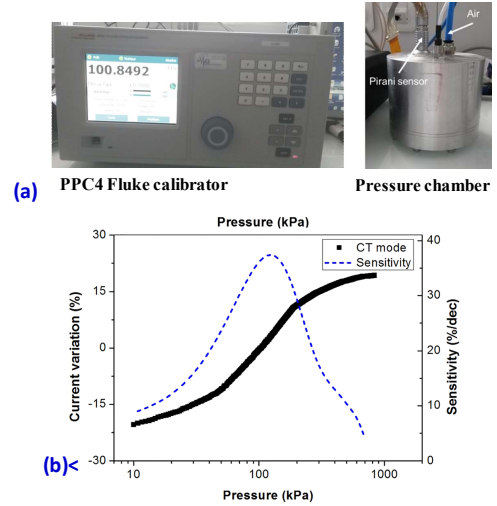 100.8492
Air
Pirani sensor
(a) PPC4 Fluke calibrator
Pressure chamber
Pressure (kPa)
CT mode
Sensitivity
Current variation (%)
30
15
0
-15
-30
Sensitivity (%/dec)
40
30
20
10
0
10
100
1000
(b)<
Pressure (kPa)